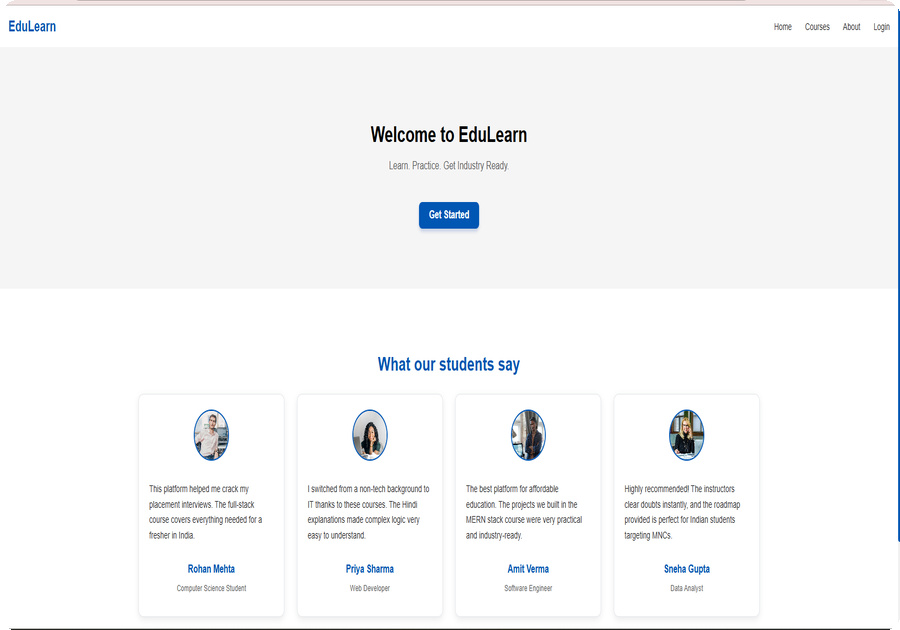 EduLearn
Home Courses About Login
Welcome to EduLearn
Learn. Practice. Get Industry Ready.
Get Started
What our students say
This platform helped me crack my
placement interviews. The full-stack
course covers everything needed for a
fresher in India.
Rohan Mehta
Computer Science Student
I switched from a non-tech background to
IT thanks to these courses. The Hindi
explanations made complex logic very
easy to understand.
Priya Sharma
Web Developer
The best platform for affordable
education. The projects we built in the
MERN stack course were very practical
and industry-ready.
Amit Verma
Software Engineer
Highly recommended! The instructors
clear doubts instantly, and the roadmap
provided is perfect for Indian students
targeting MNCs.
Sneha Gupta
Data Analyst